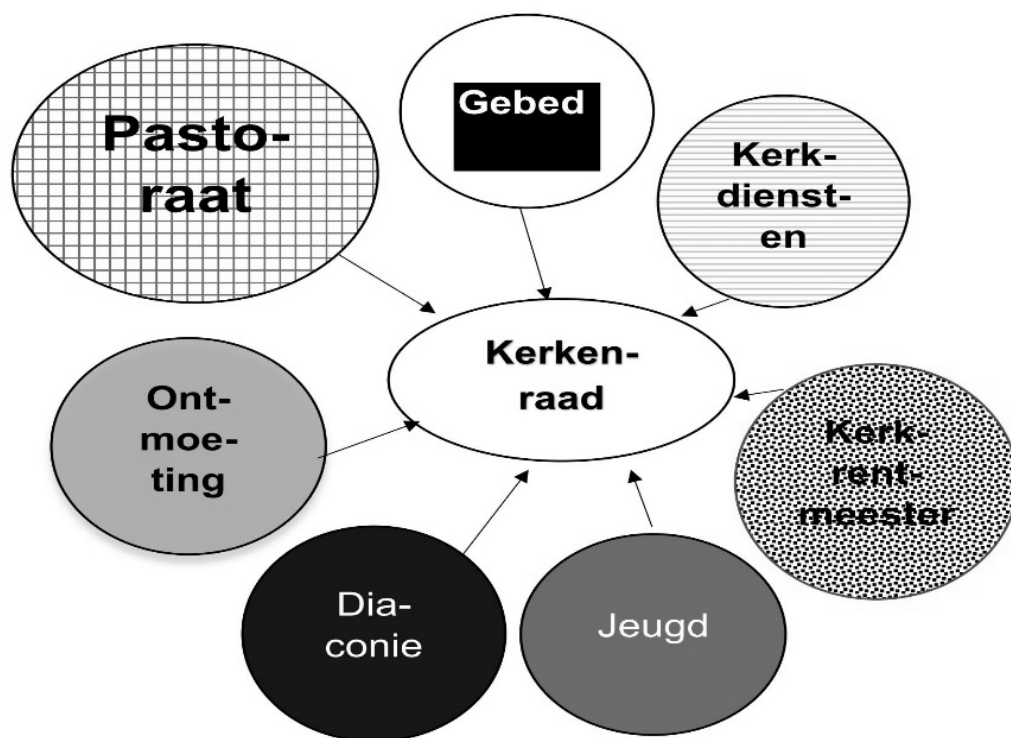 Pasto-
raat
Gebed
Kerk-
dienst-
en
Kerken-
raad
Ont-
moe-
ting
Kerk-
rent-
meester
Dia-
conie
Jeugd